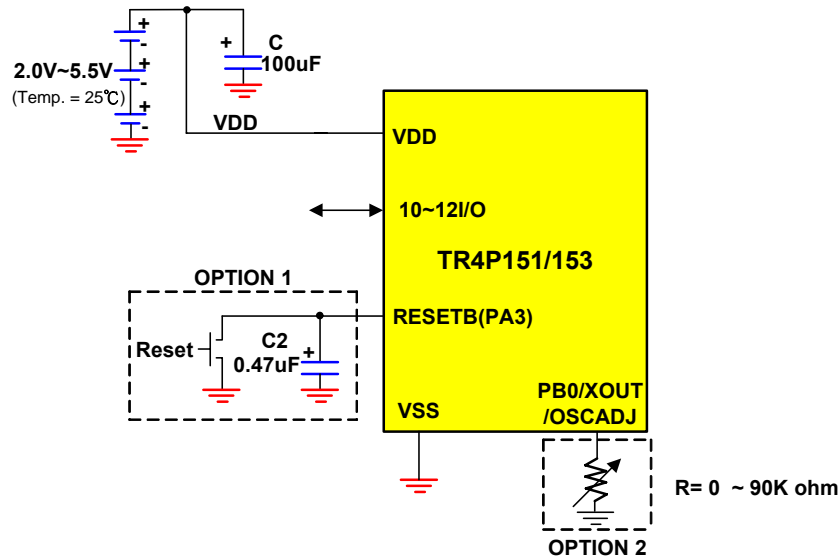 +
-
+
-
+
-
2.0V~5.5V
(Temp. = 25℃)
+
C
100uF
VDD
VDD
10~12I/O
TR4P151/153
OPTION 1
RESETB(PA3)
Reset
C2
+
0.47uF
VSS
PB0/XOUT
/OSCADJ
R= 0 ~ 90K ohm
OPTION 2